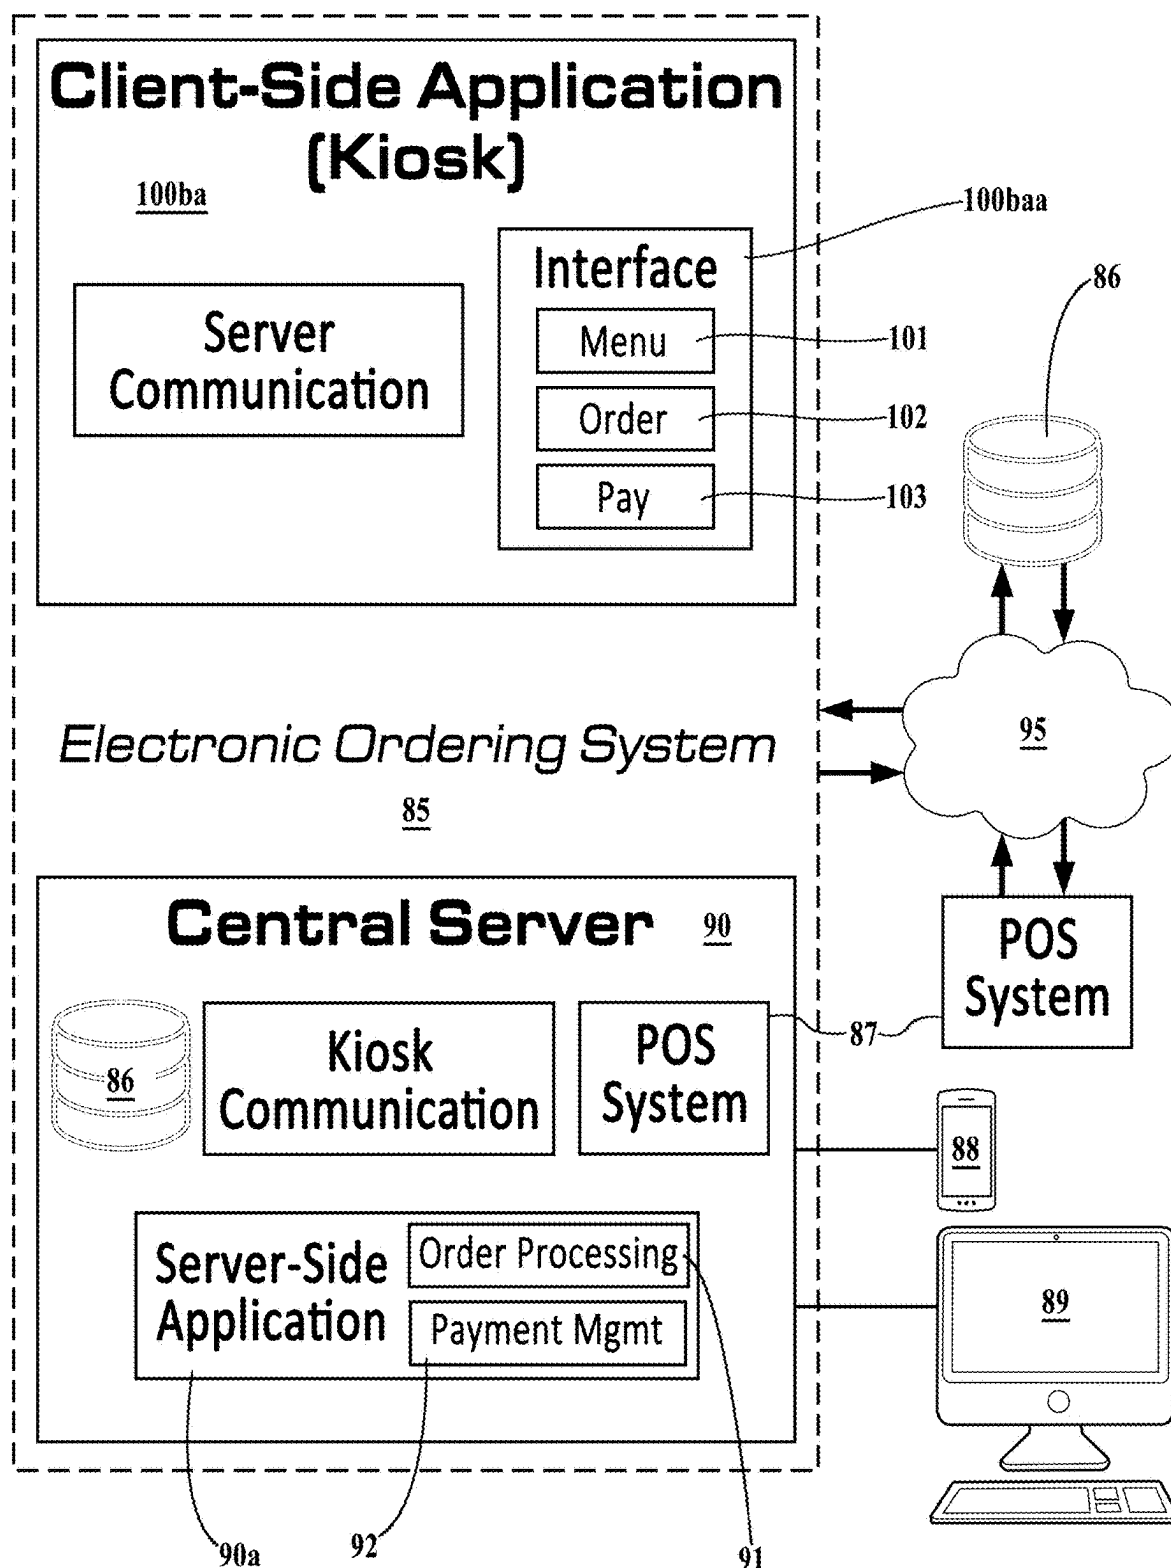 Client-Side Application
(Kiosk)
100ba
100baa
Interface
86
Server
Communication
Menu
101
Order
102
Pay
103
Electronic Ordering System
85
95
Central Server
90
POS
System
86
Kiosk
Communication
POS
System
87
88
Server-Side
Application
Order Processing
Payment Mgmt
89
90a
92
91